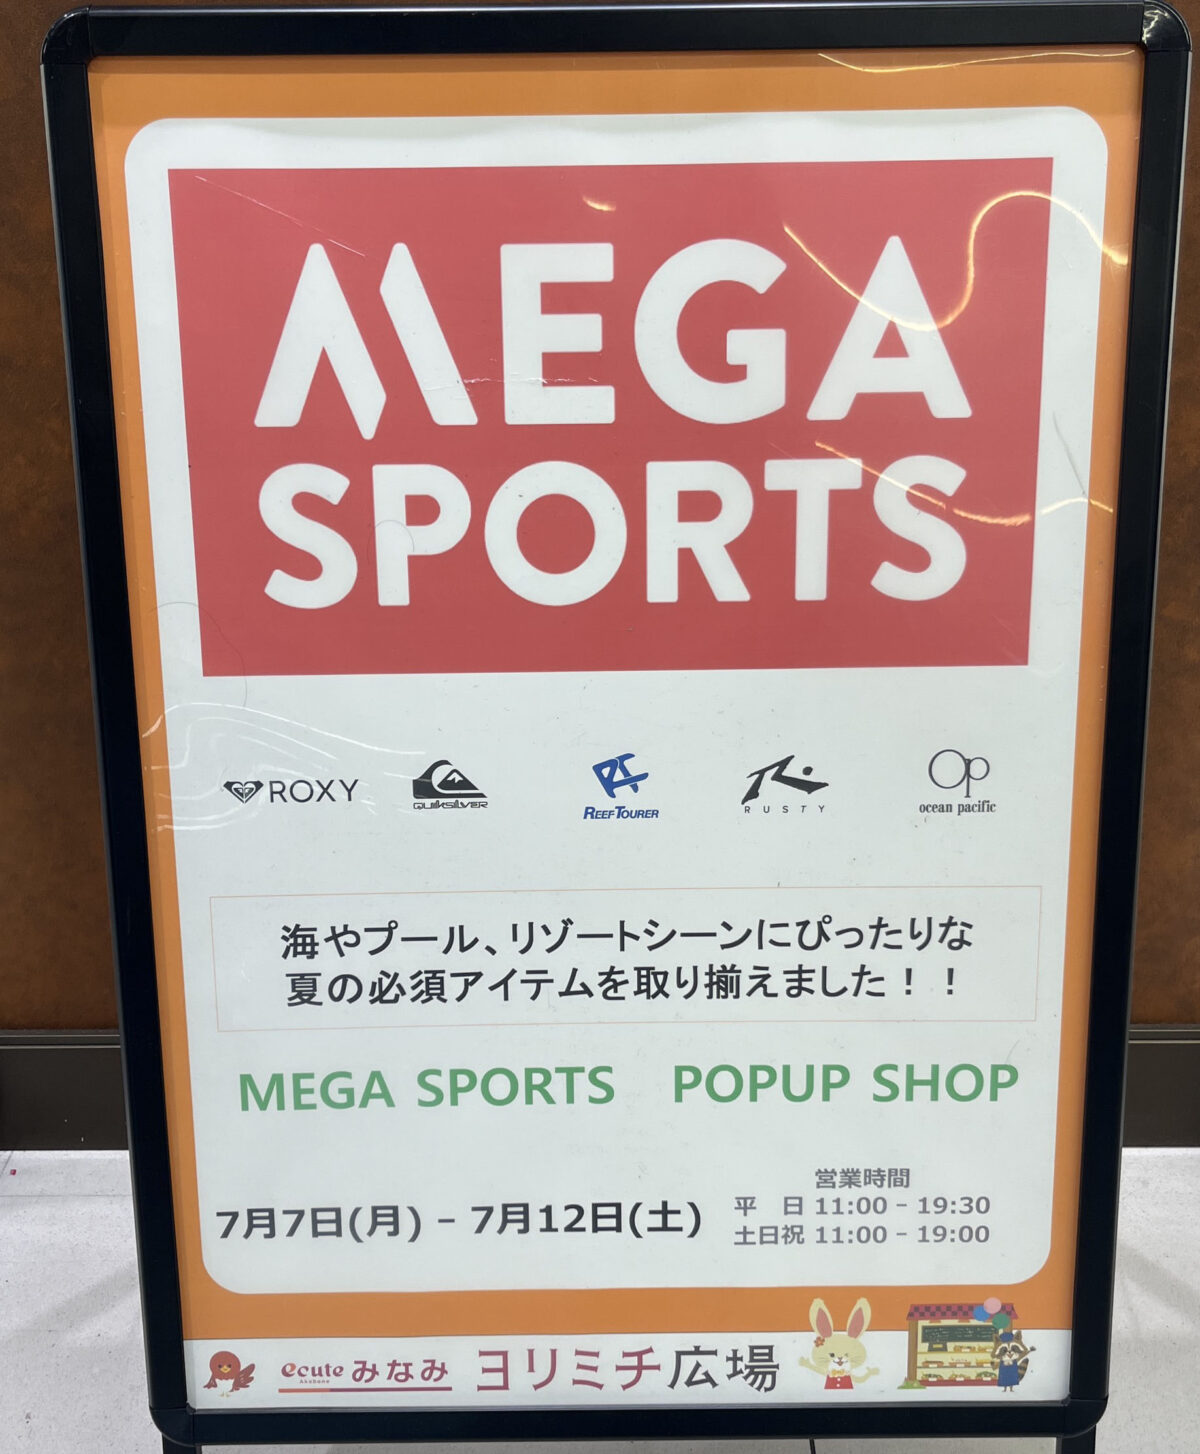 MEGA
SPORTS
ROXY
QUIKSILVER
REEF TOURER
RUSTY
Op
ocean pacific
海やプール、リゾートシーンにぴったりな
夏の必須アイテムを取り揃えました！！
MEGA SPORTS　POPUP SHOP
営業時間
7月7日(月) – 7月12日(土)
平　日 11:00 – 19:30
土日祝 11:00 – 19:00
ecute みなみ ヨリミチ広場
Akabane